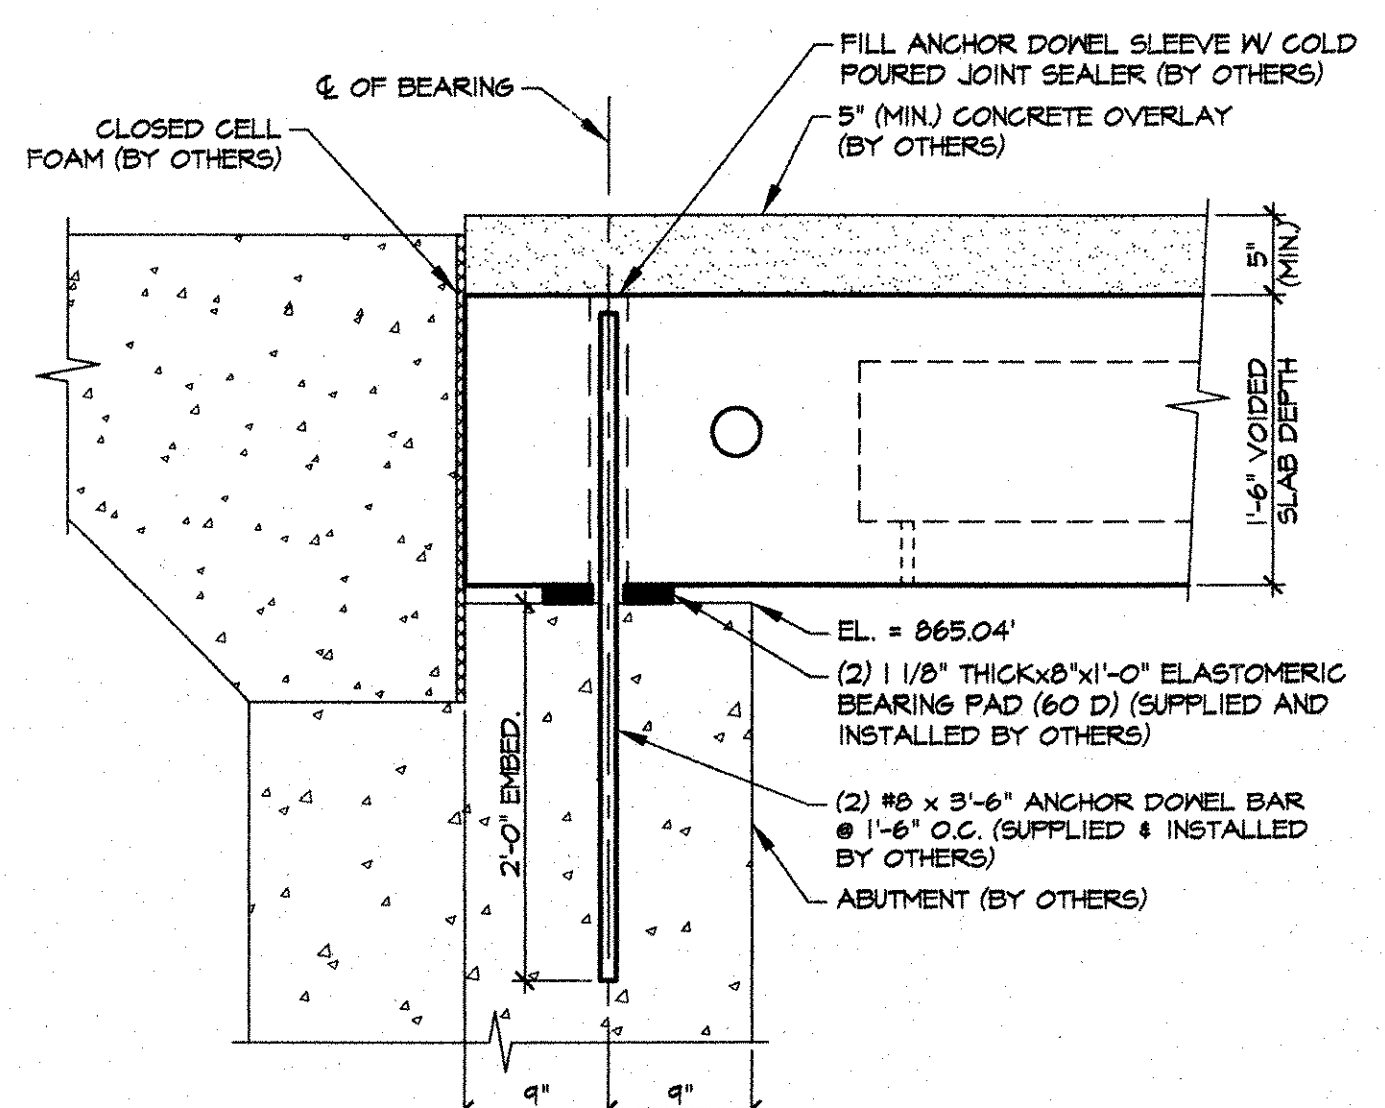 FILL ANCHOR DOWEL SLEEVE W/ COLD
POURED JOINT SEALER (BY OTHERS)
℄ OF BEARING
5" (MIN.) CONCRETE OVERLAY
(BY OTHERS)
CLOSED CELL
FOAM (BY OTHERS)
5"
(MIN.)
1'-6" VOIDED
SLAB DEPTH
EL. = 865.04'
(2) 1 1/8" THICKx8"x1'-0" ELASTOMERIC
BEARING PAD (60 D) (SUPPLIED AND
INSTALLED BY OTHERS)
2'-0" EMBED.
(2) #8 x 3'-6" ANCHOR DOWEL BAR
@ 1'-6" O.C. (SUPPLIED & INSTALLED
BY OTHERS)
ABUTMENT (BY OTHERS)
9"
9"